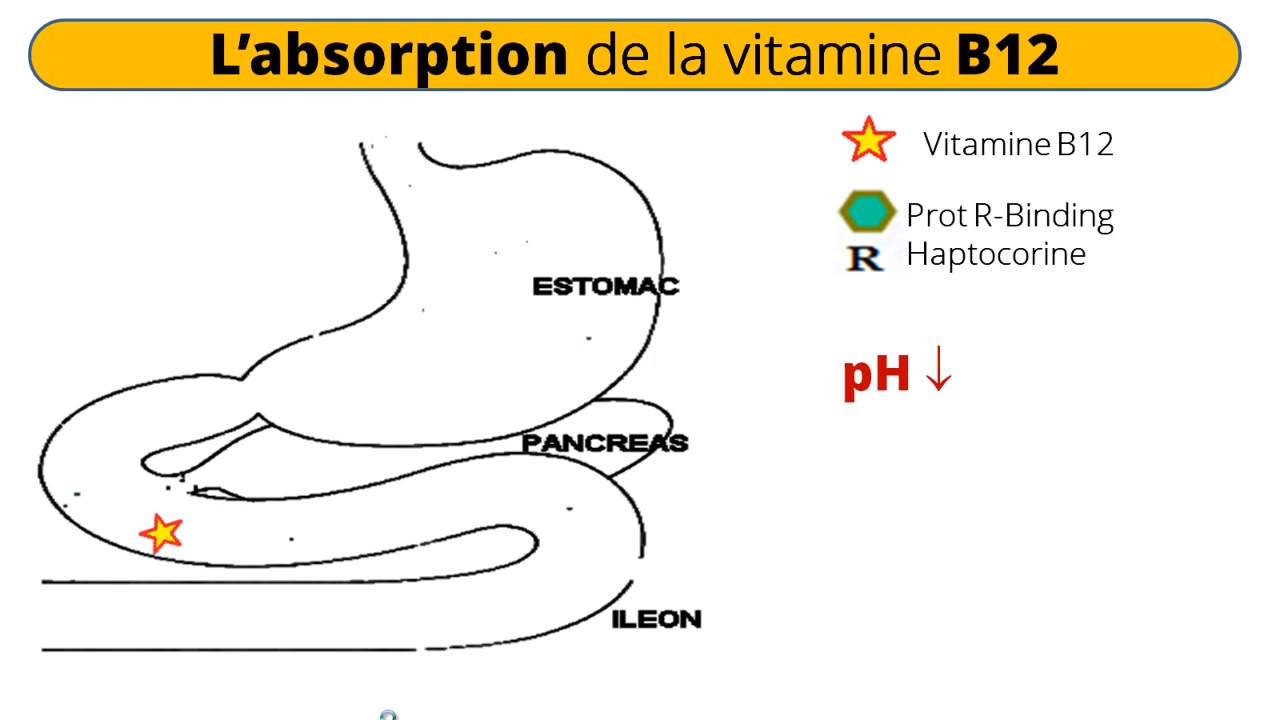 L’absorption de la vitamine B12
Vitamine B12
Prot R-Binding
R
Haptocorine
ESTOMAC
pH ↓
PANCREAS
ILEON